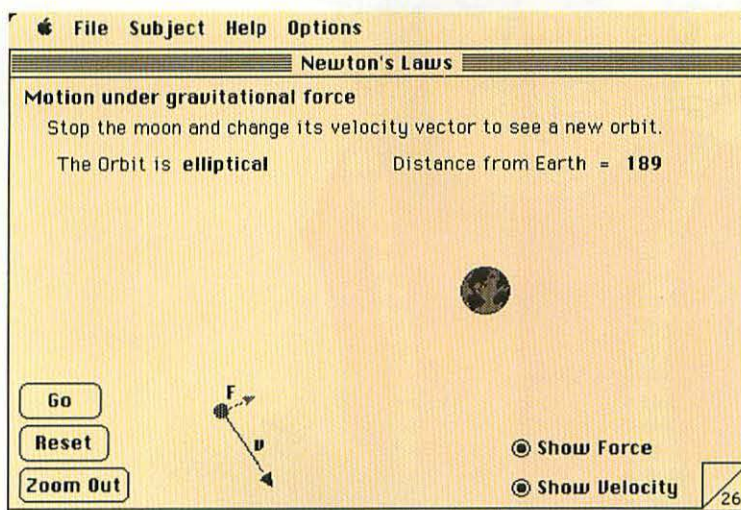 File Subject Help Options
Newton's Laws
Motion under gravitational force
Stop the moon and change its velocity vector to see a new orbit.
The Orbit is elliptical Distance from Earth = 189
F
Go
v
Reset
Show Force
Zoom Out
Show Velocity
26